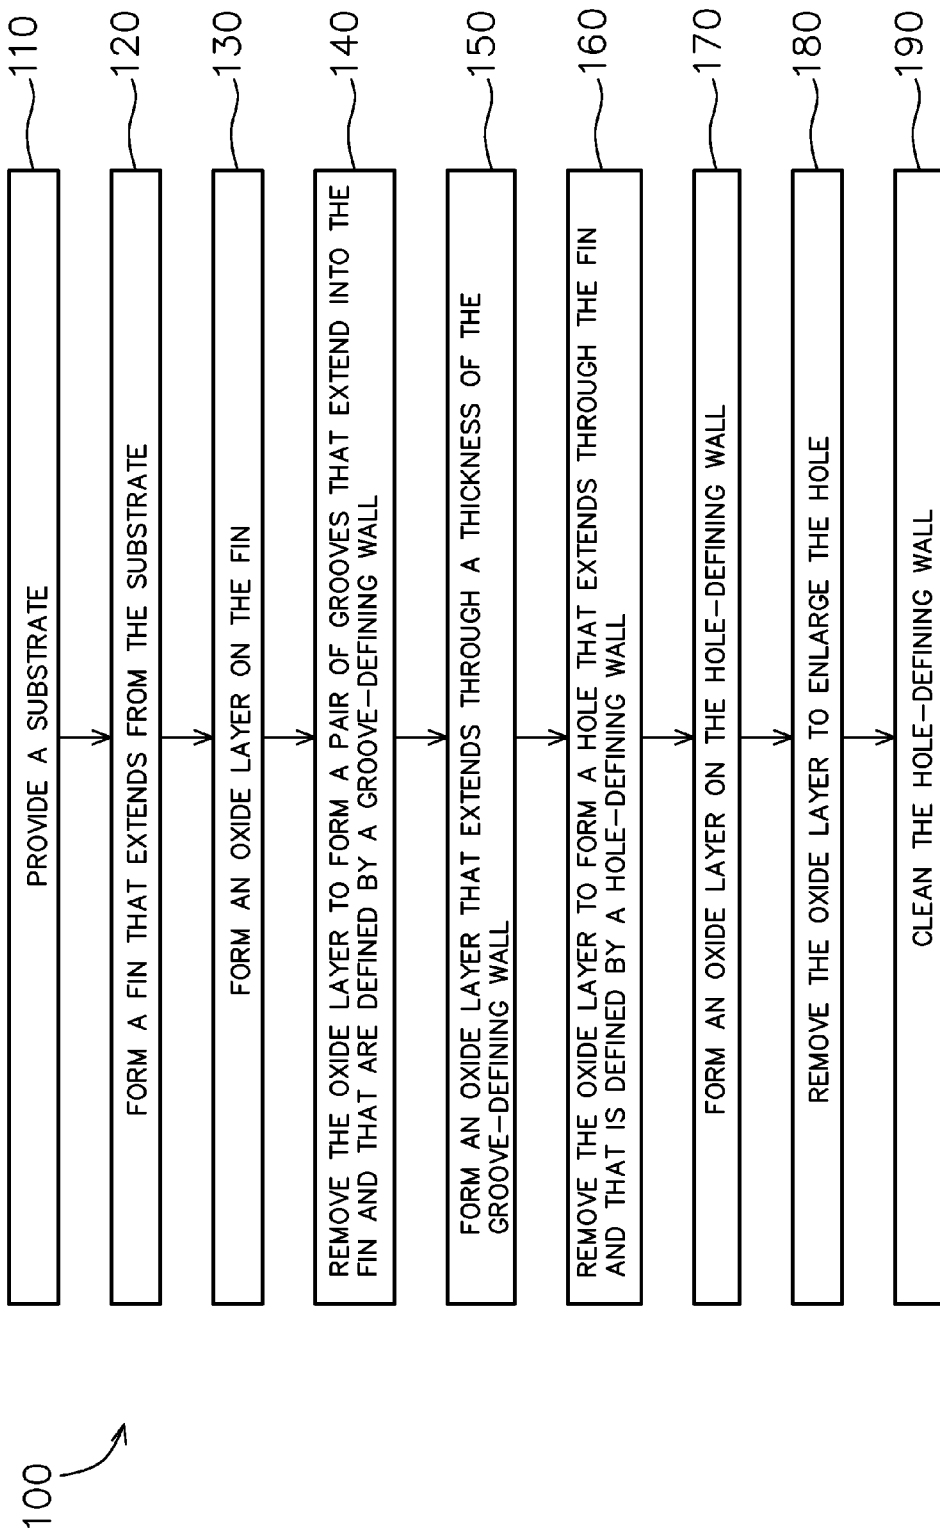 100
PROVIDE A SUBSTRATE
110
FORM A FIN THAT EXTENDS FROM THE SUBSTRATE
120
FORM AN OXIDE LAYER ON THE FIN
130
REMOVE THE OXIDE LAYER TO FORM A PAIR OF GROOVES THAT EXTEND INTO THE
FIN AND THAT ARE DEFINED BY A GROOVE-DEFINING WALL
140
FORM AN OXIDE LAYER THAT EXTENDS THROUGH A THICKNESS OF THE
GROOVE-DEFINING WALL
150
REMOVE THE OXIDE LAYER TO FORM A HOLE THAT EXTENDS THROUGH THE FIN
AND THAT IS DEFINED BY A HOLE-DEFINING WALL
160
FORM AN OXIDE LAYER ON THE HOLE-DEFINING WALL
170
REMOVE THE OXIDE LAYER TO ENLARGE THE HOLE
180
CLEAN THE HOLE-DEFINING WALL
190